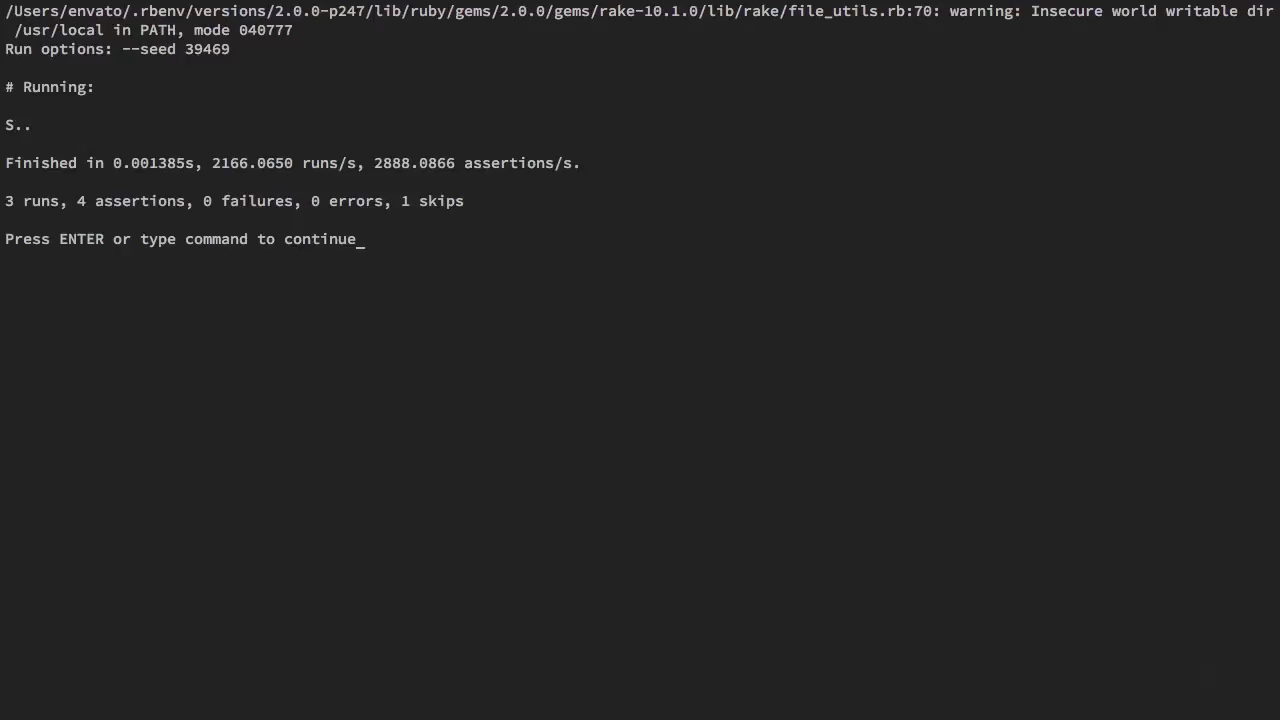 /Users/envato/.rbenv/versions/2.0.0-p247/lib/ruby/gems/2.0.0/gems/rake-10.1.0/lib/rake/file_utils.rb:70: warning: Insecure world writable dir
/usr/local in PATH, mode 040777
Run options: --seed 39469
# Running:
S..
Finished in 0.001385s, 2166.0650 runs/s, 2888.0866 assertions/s.
3 runs, 4 assertions, 0 failures, 0 errors, 1 skips
Press ENTER or type command to continue_